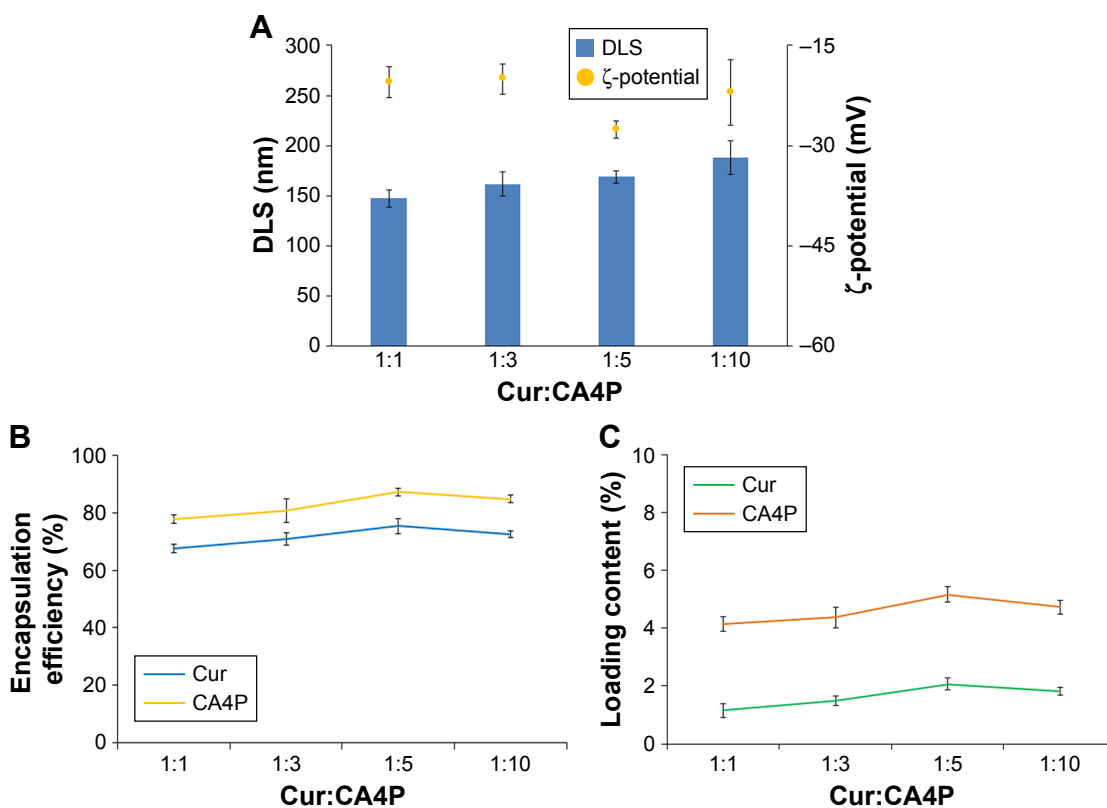 A
DLS
ζ-potential
300
250
200
150
100
50
0
DLS (nm)
–15
–30
–45
–60
ζ-potential (mV)
1:1 1:3 1:5 1:10
Cur:CA4P
B
100
80
60
40
20
0
Encapsulation
efficiency (%)
Cur
CA4P
1:1 1:3 1:5 1:10
Cur:CA4P
C
10
8
6
4
2
0
Loading content (%)
Cur
CA4P
1:1 1:3 1:5 1:10
Cur:CA4P